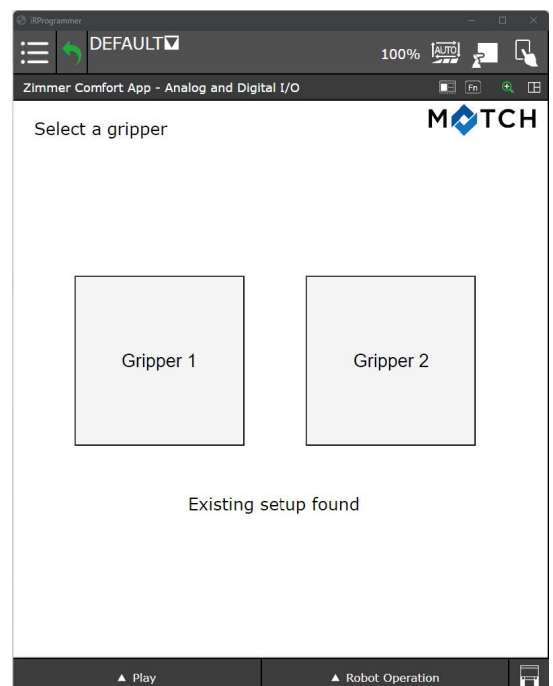 iRProgrammer
DEFAULT
100% AUTO
Zimmer Comfort App - Analog and Digital I/O
Fn
MATCH
Select a gripper
Gripper 1
Gripper 2
Existing setup found
▲ Play
▲ Robot Operation